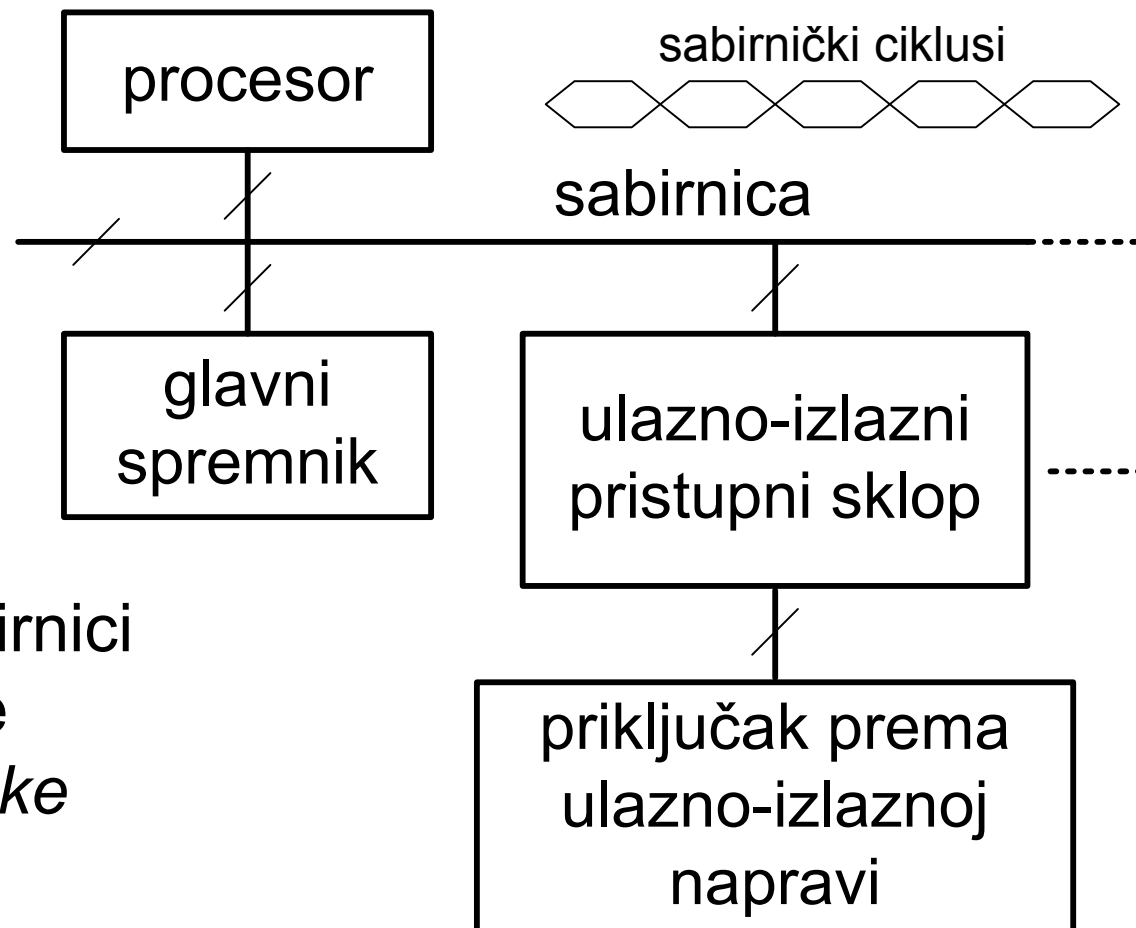 procesor
sabirnički ciklusi
sabirnica
glavni
spremnik
ulazno-izlazni
pristupni sklop
priključak prema
ulazno-izlaznoj
napravi